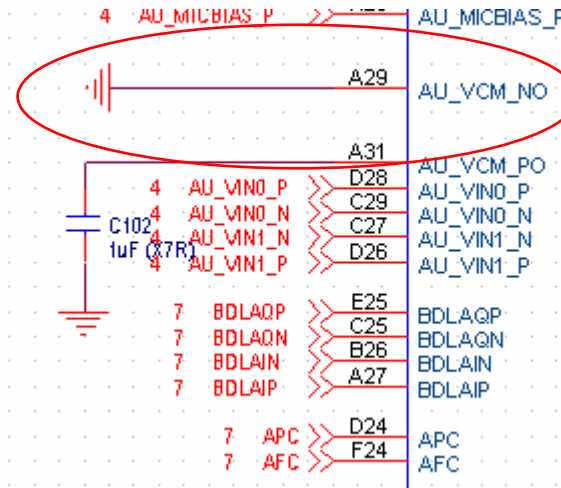 4 AU_MICBIAS_P AU_MICBIAS_P
A29 AU_VCM_NO
A31 AU_VCM_PO
4 AU_VIN0_P D28 AU_VIN0_P
4 AU_VIN0_N C29 AU_VIN0_N
C102
4 AU_VIN1_N C27 AU_VIN1_N
1uF (X7R)
4 AU_VIN1_P D26 AU_VIN1_P
7 BDLAQP E25 BDLAQP
7 BDLAQN C25 BDLAQN
7 BDLAIN B26 BDLAIN
7 BDLAIP A27 BDLAIP
7 APC D24 APC
7 AFC F24 AFC